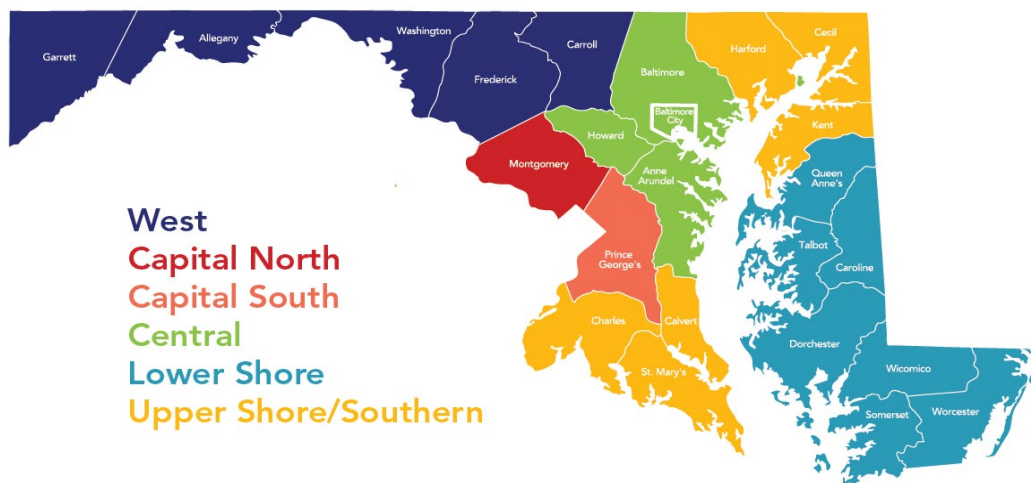 Garrett
Allegany
Washington
Frederick
Carroll
Baltimore
Baltimore
City
Harford
Cecil
Kent
Howard
Montgomery
Anne
Arundel
Queen
Anne's
Talbot
Caroline
Prince
George's
Charles
Calvert
St. Mary's
Dorchester
Wicomico
Somerset
Worcester
West
Capital North
Capital South
Central
Lower Shore
Upper Shore/Southern